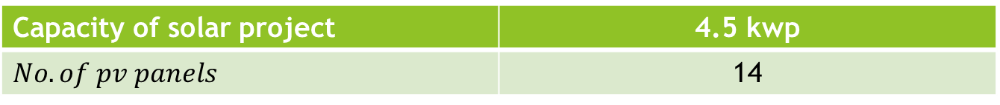 Capacity of solar project 4.5 kwp
No. of pv panels 14